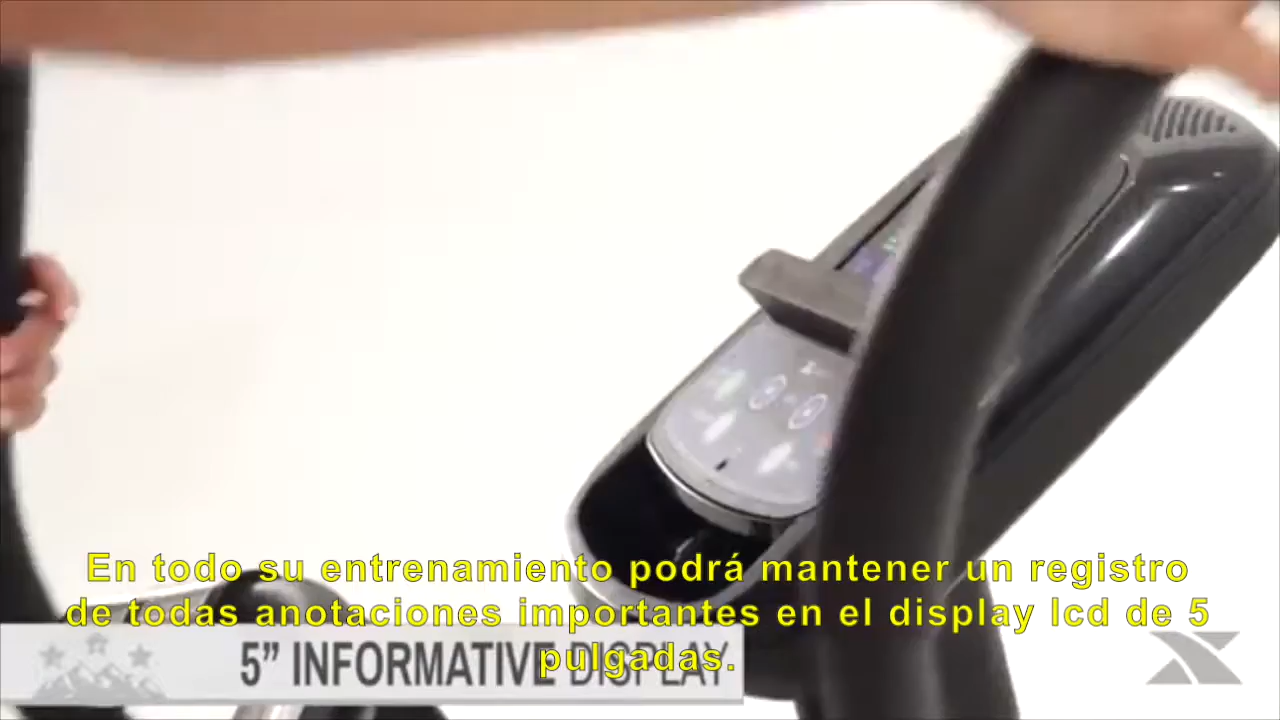 En todo su entrenamiento podrá mantener un registro
de todas anotaciones importantes en el display lcd de 5
pulgadas.
5” INFORMATIVE DISPLAY